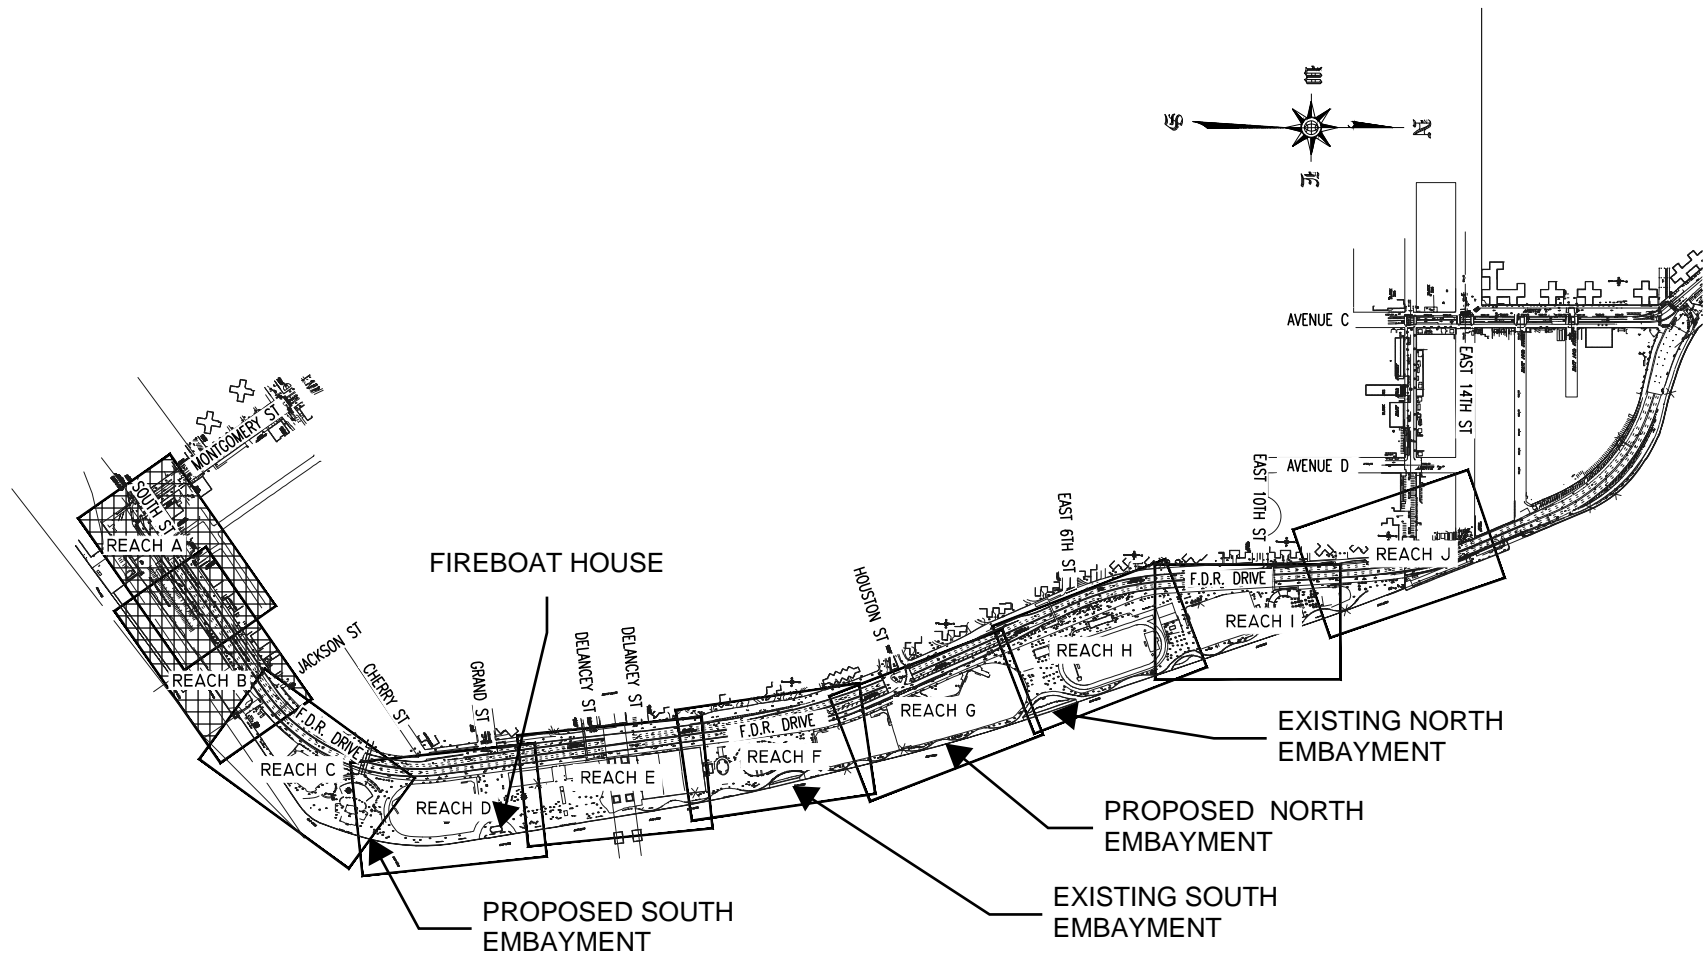 W
S
N
E
AVENUE C
EAST 14TH ST
MONTGOMERY ST
AVENUE D
EAST 10TH ST
SOUTH ST
EAST 6TH ST
REACH A
REACH J
FIREBOAT HOUSE
HOUSTON ST
F.D.R. DRIVE
REACH I
JACKSON ST
CHERRY ST
GRAND ST
DELANCEY ST
DELANCEY ST
REACH H
REACH B
F.D.R. DRIVE
F.D.R. DRIVE
REACH G
REACH C
REACH F
REACH E
REACH D
EXISTING NORTH
EMBAYMENT
PROPOSED NORTH
EMBAYMENT
EXISTING SOUTH
EMBAYMENT
PROPOSED SOUTH
EMBAYMENT